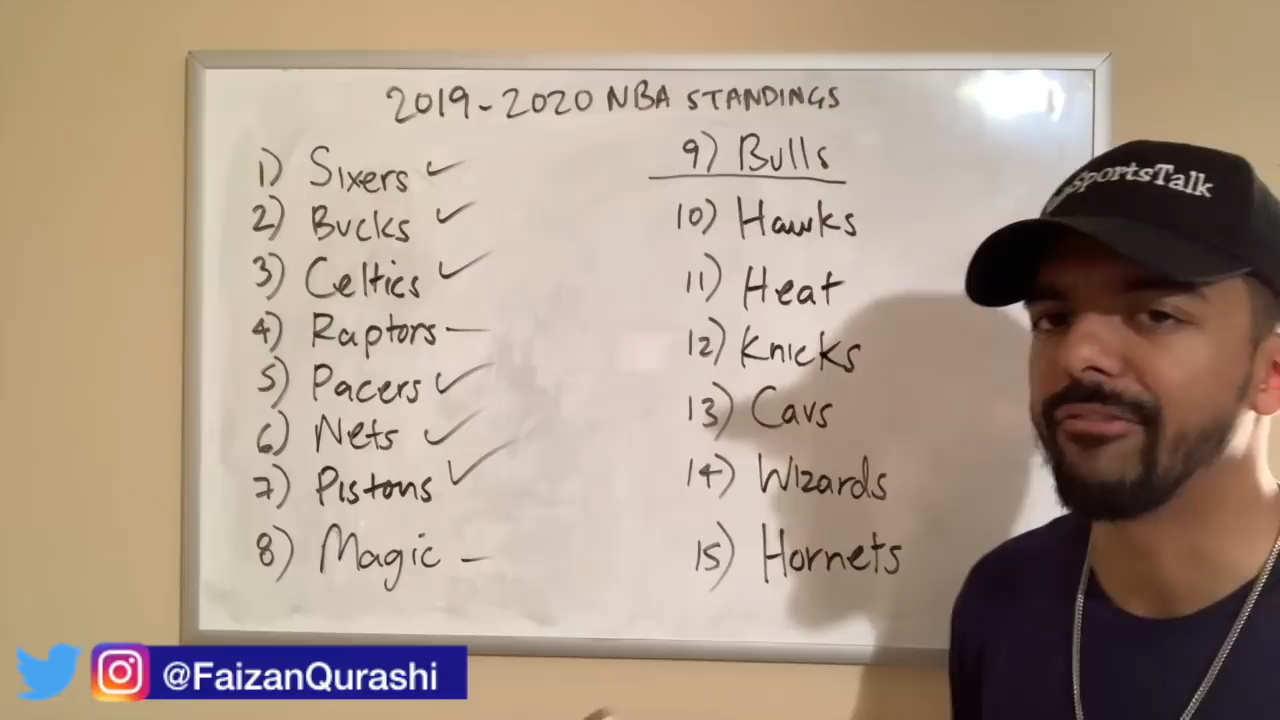 2019-2020 NBA STANDINGS
1) Sixers ✓
2) Bucks ✓
3) Celtics ✓
4) Raptors —
5) Pacers ✓
6) Nets ✓
7) Pistons ✓
8) Magic —
9) Bulls
10) Hawks
11) Heat
12) Knicks
13) Cavs
14) Wizards
15) Hornets
SportsTalk
@FaizanQurashi